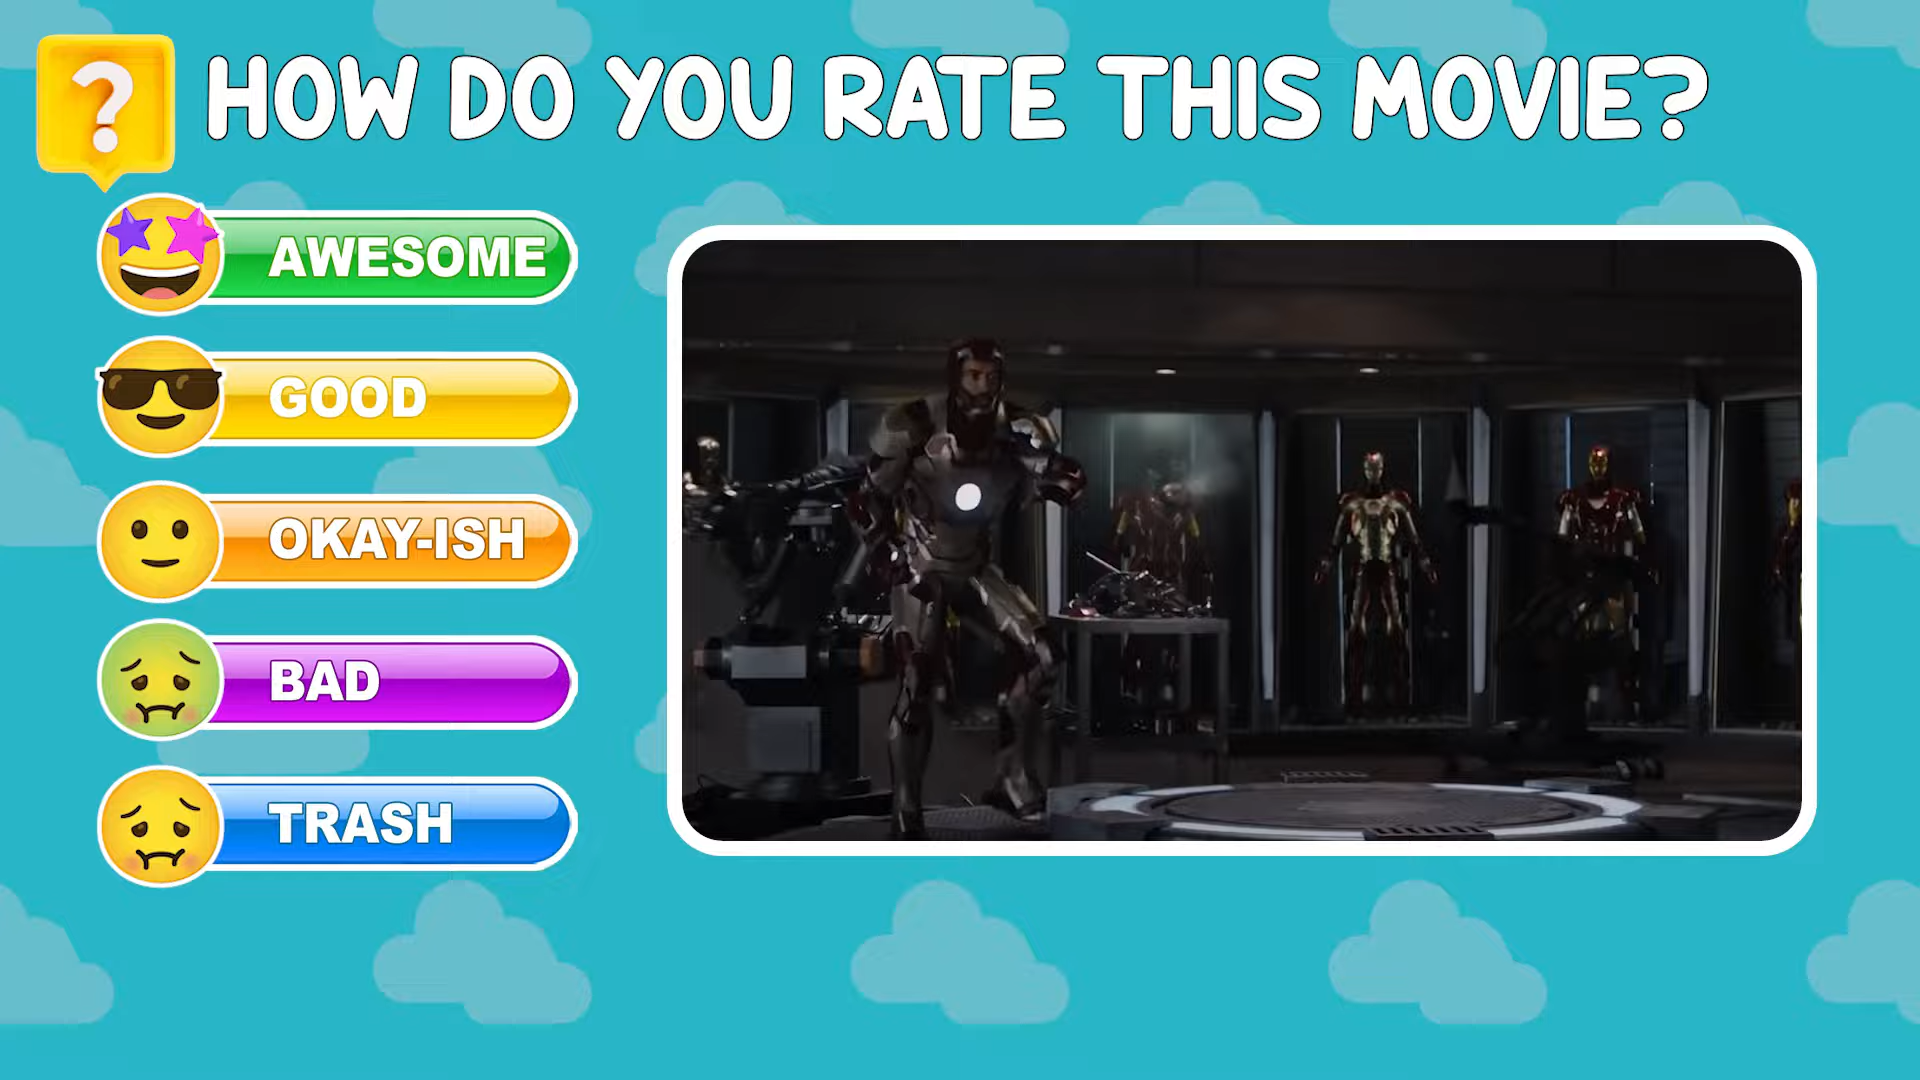 ?
HOW DO YOU RATE THIS MOVIE?
AWESOME
GOOD
OKAY-ISH
BAD
TRASH